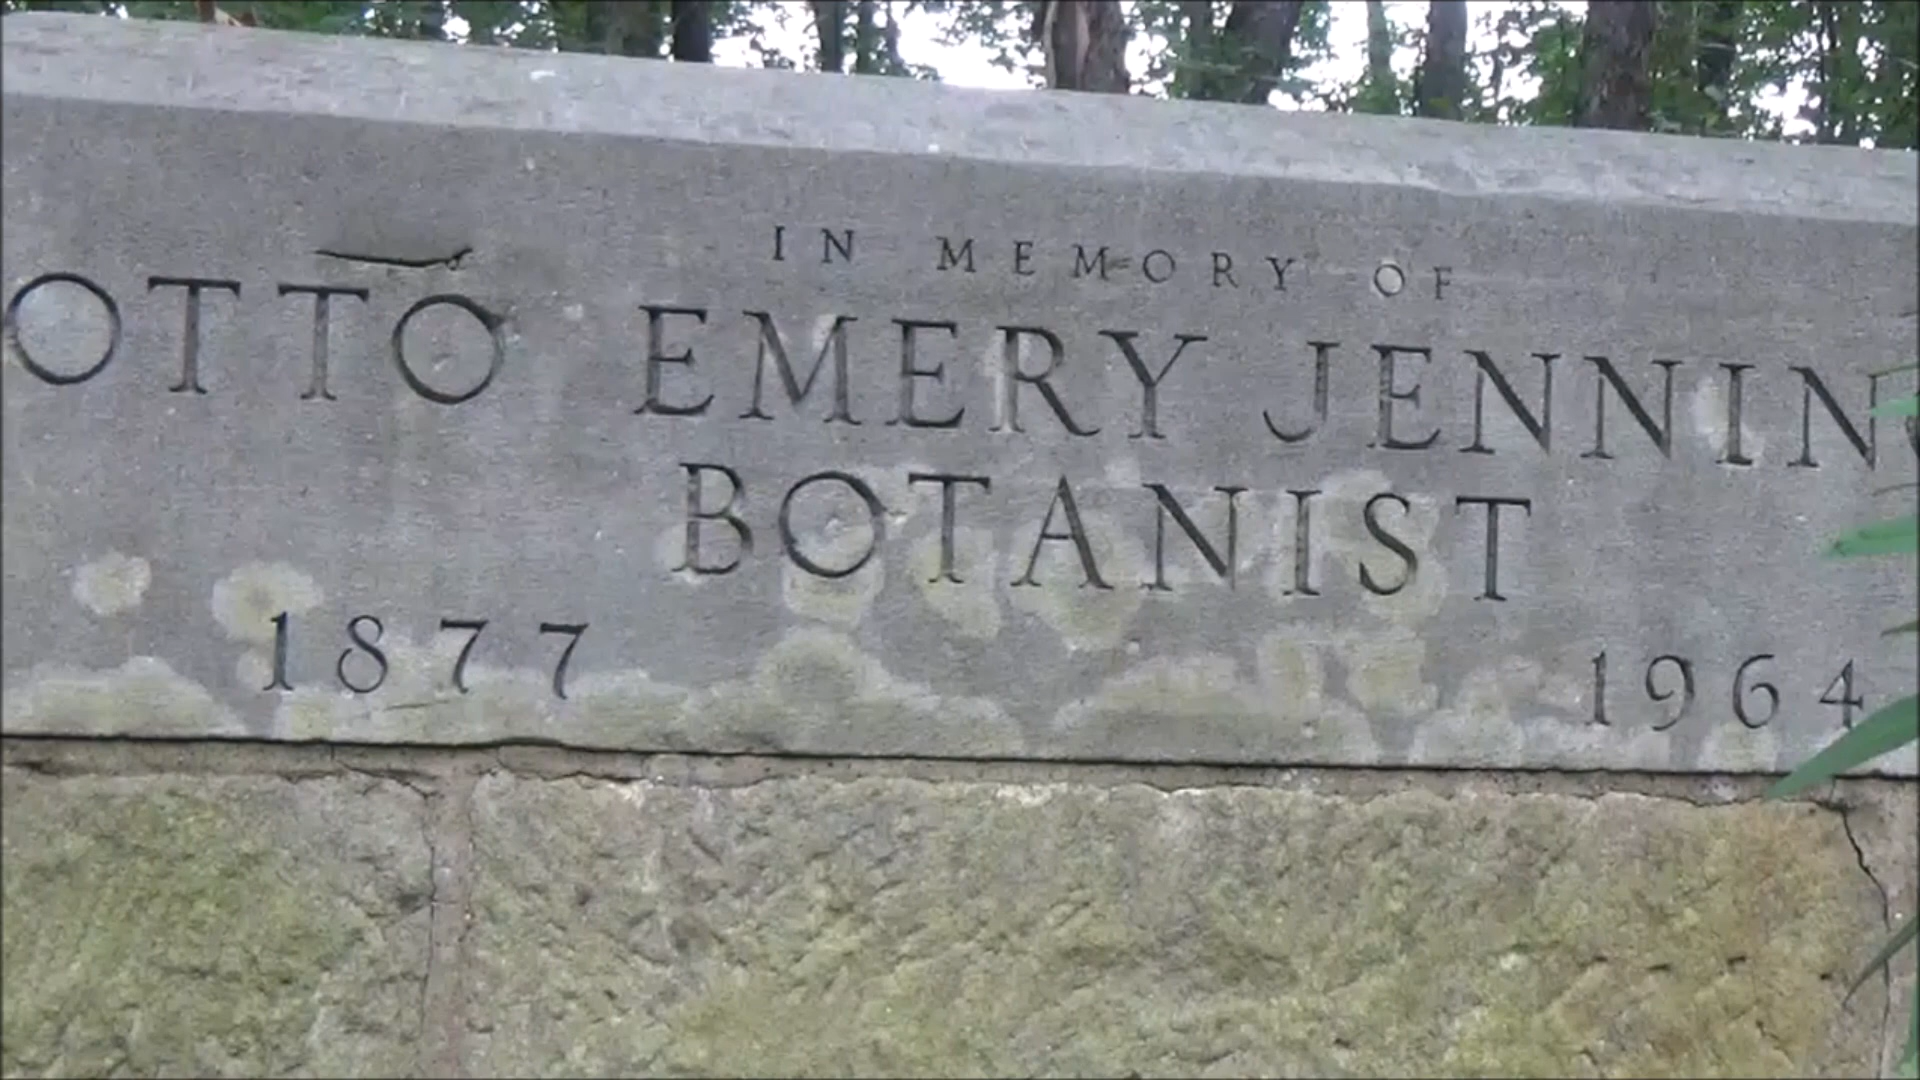 IN MEMORY OF
OTTO EMERY JENNIN
BOTANIST
1877 1964